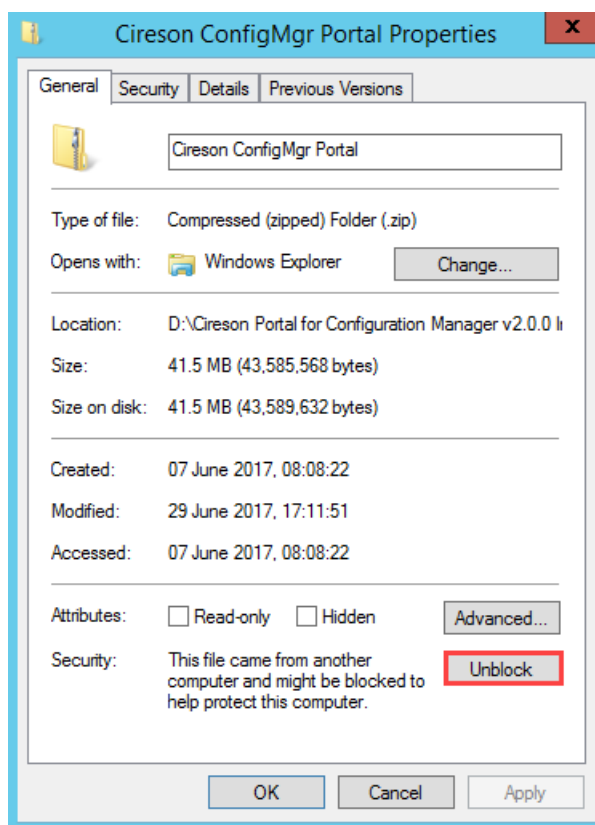 Cireson ConfigMgr Portal Properties
x
General Security Details Previous Versions
Cireson ConfigMgr Portal
Type of file: Compressed (zipped) Folder (.zip)
Opens with: Windows Explorer Change...
Location: D:\Cireson Portal for Configuration Manager v2.0.0 I
Size: 41.5 MB (43,585,568 bytes)
Size on disk: 41.5 MB (43,589,632 bytes)
Created: 07 June 2017, 08:08:22
Modified: 29 June 2017, 17:11:51
Accessed: 07 June 2017, 08:08:22
Attributes: Read-only Hidden Advanced...
Security: This file came from another
computer and might be blocked to
help protect this computer.
Unblock
OK Cancel Apply